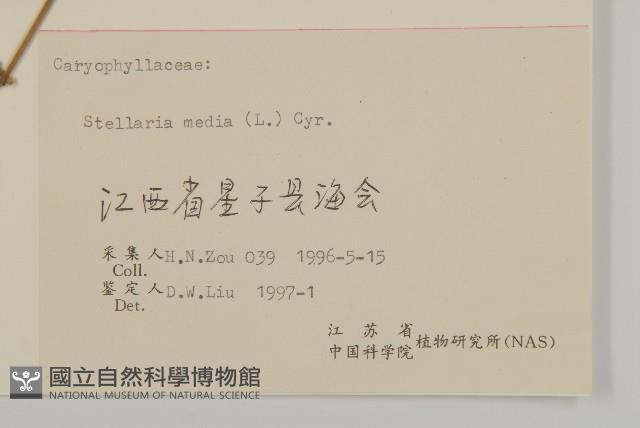 Caryophyllaceae:
Stellaria media (L.) Cyr.
江西省星子县海会
采集人 H.N.Zou 039 1996-5-15
Coll.
鉴定人 D.W.Liu 1997-1
Det.
江苏省
中国科学院 植物研究所(NAS)
國立自然科學博物館
NATIONAL MUSEUM OF NATURAL SCIENCE